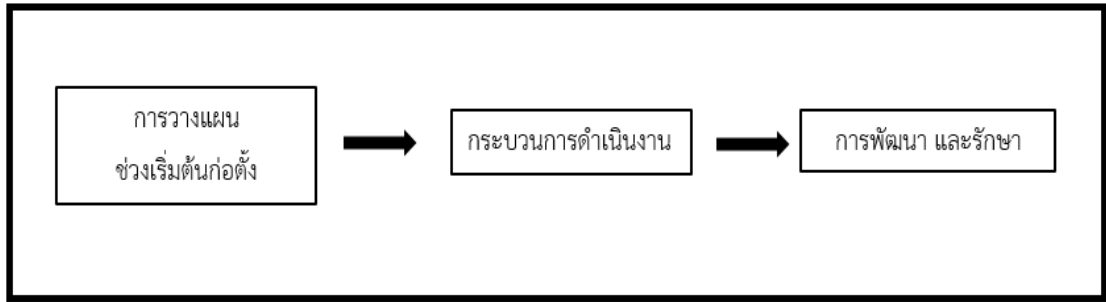 การวางแผน
ช่วงเริ่มต้นก่อตั้ง
กระบวนการดำเนินงาน
การพัฒนา และรักษา